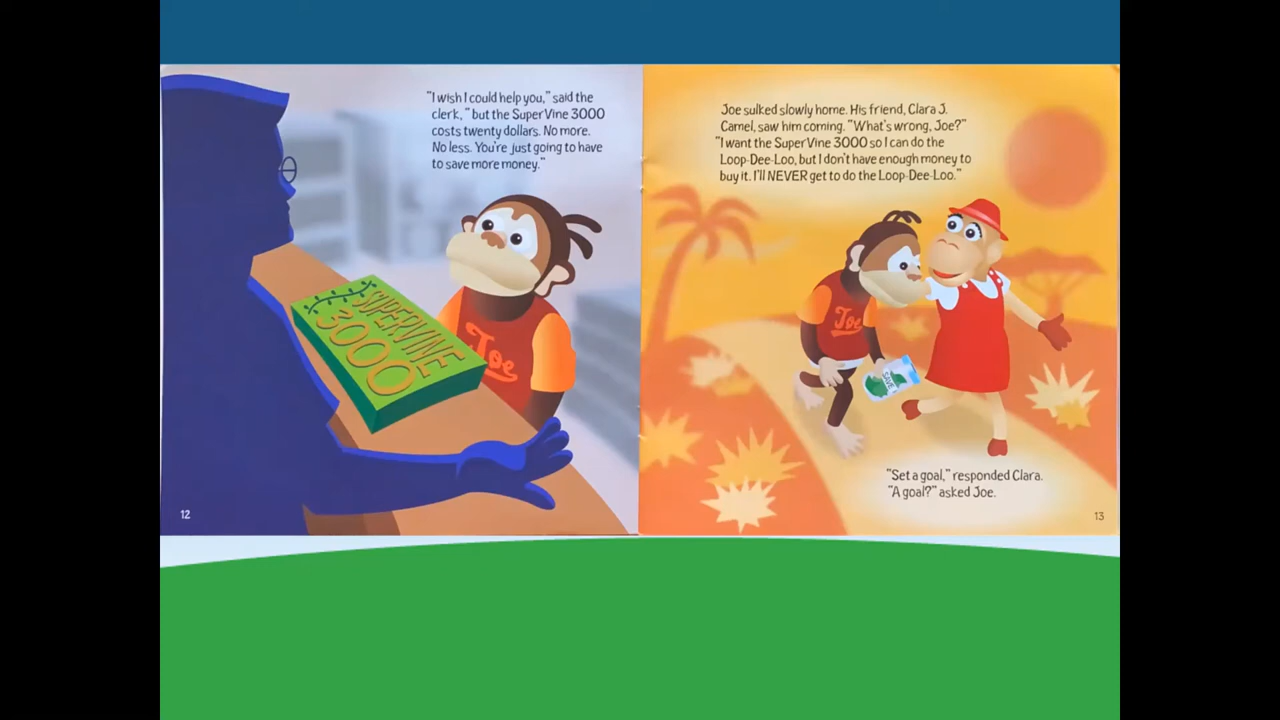 "I wish I could help you," said the
clerk, "but the SuperVine 3000
costs twenty dollars. No more.
No less. You're just going to have
to save more money."
SUPERVINE
3000
Joe
12
Joe sulked slowly home. His friend, Clara J.
Camel, saw him coming. "What's wrong, Joe?"
"I want the SuperVine 3000 so I can do the
Loop-Dee-Loo, but I don't have enough money to
buy it. I'll NEVER get to do the Loop-Dee-Loo."
Joe
SAVE
"Set a goal," responded Clara.
"A goal?" asked Joe.
13